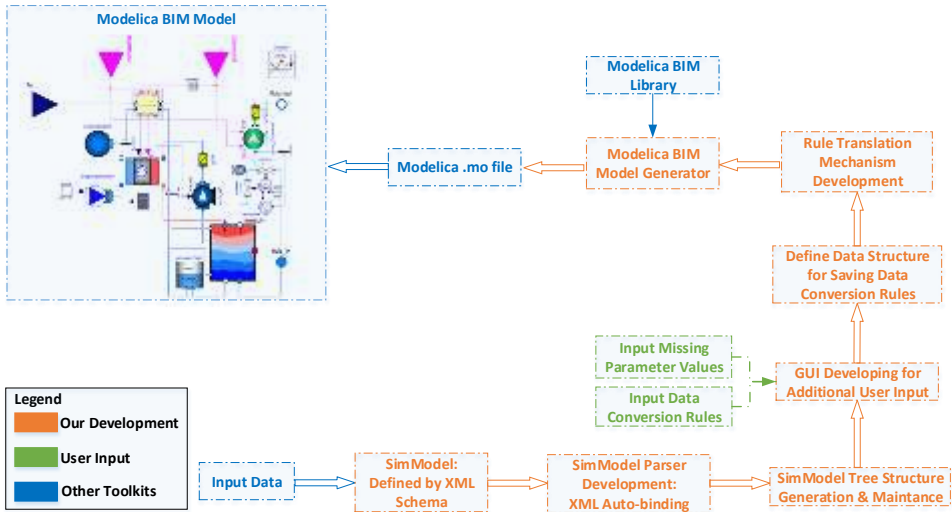 Modelica BIM Model
Modelica BIM
Library
Modelica .mo file
Modelica BIM
Model Generator
Rule Translation
Mechanism
Development
Define Data Structure
for Saving Data
Conversion Rules
Input Missing
Parameter Values
Input Data
Conversion Rules
GUI Developing for
Additional User Input
Legend
Our Development
User Input
Other Toolkits
Input Data
SimModel:
Defined by XML
Schema
SimModel Parser
Development:
XML Auto-binding
SimModel Tree Structure
Generation & Maintance